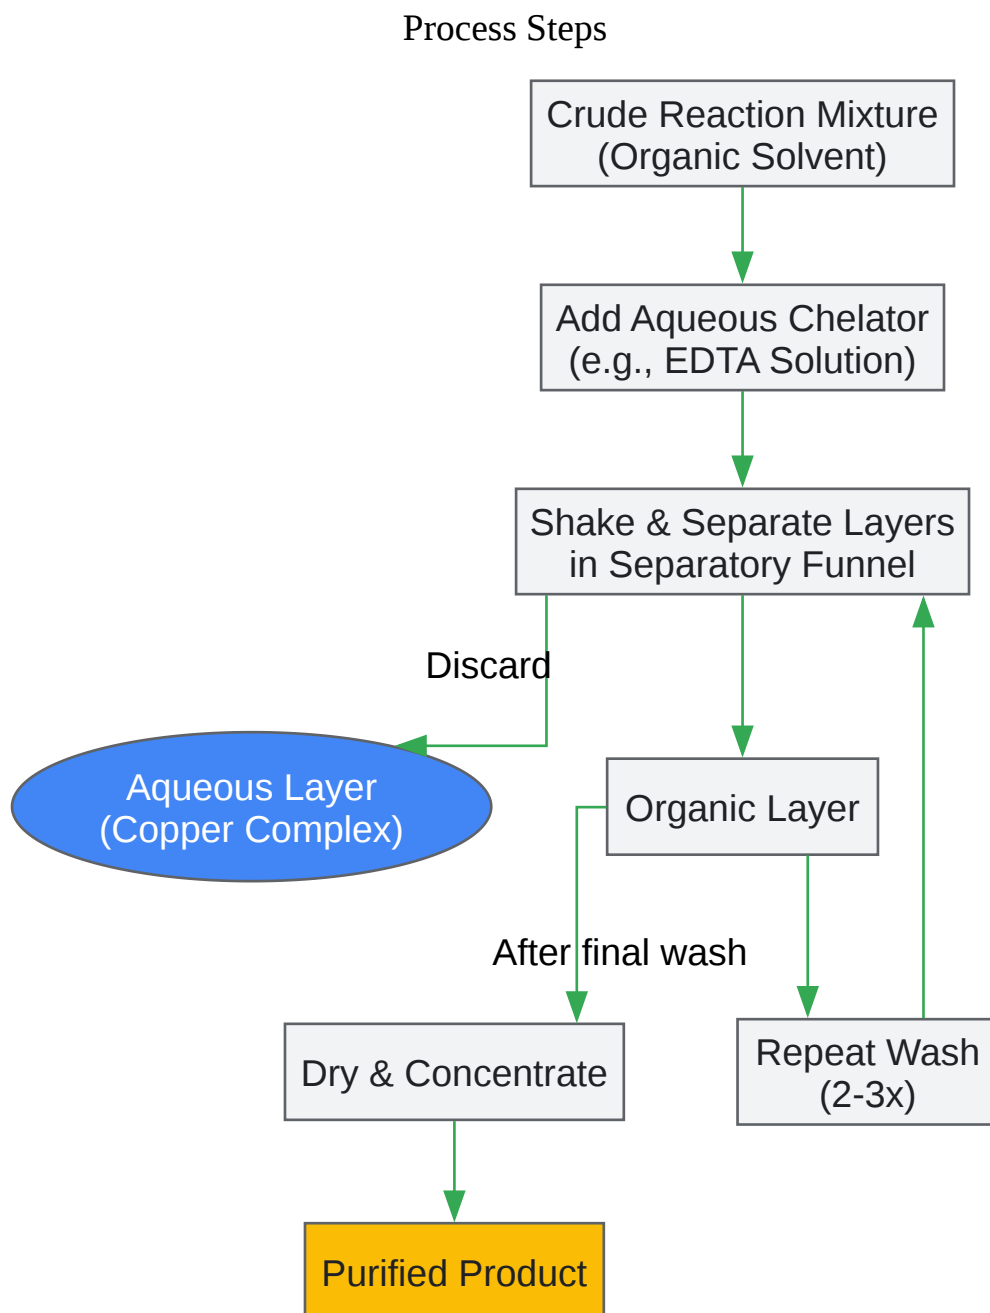 Process Steps
Crude Reaction Mixture
(Organic Solvent)
Add Aqueous Chelator
(e.g., EDTA Solution)
Shake & Separate Layers
in Separatory Funnel
Discard
Aqueous Layer
(Copper Complex)
Organic Layer
After final wash
Repeat Wash
(2-3x)
Dry & Concentrate
Purified Product